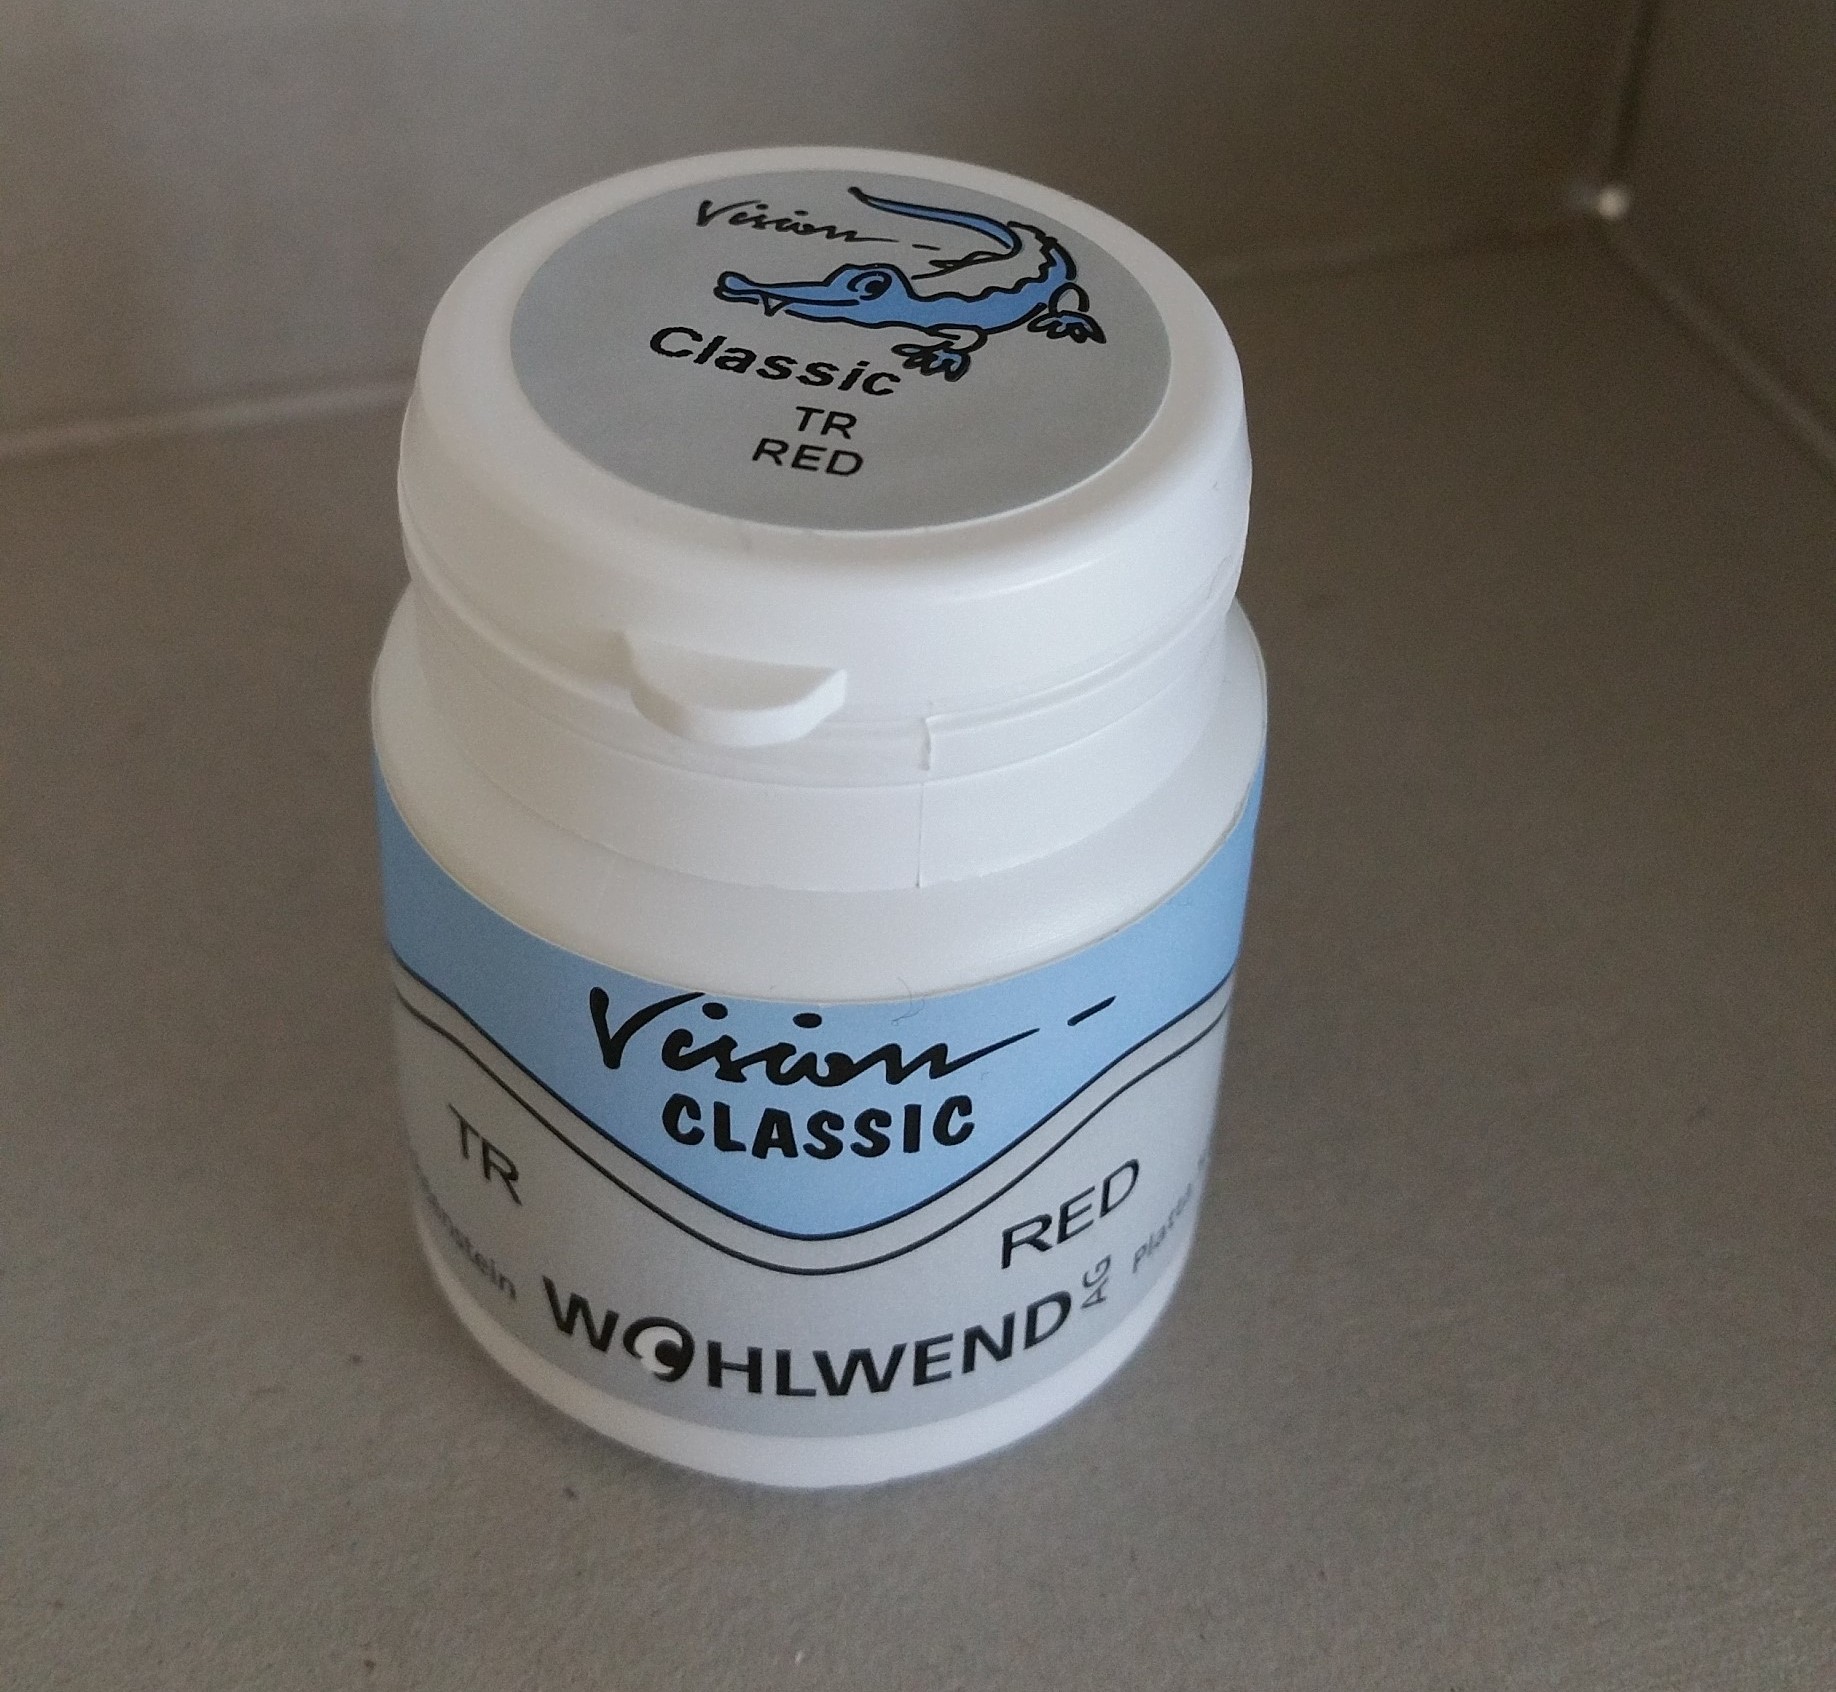 Vision
Classic
TR
RED
Vision
CLASSIC
TR
RED
WOHLWEND AG